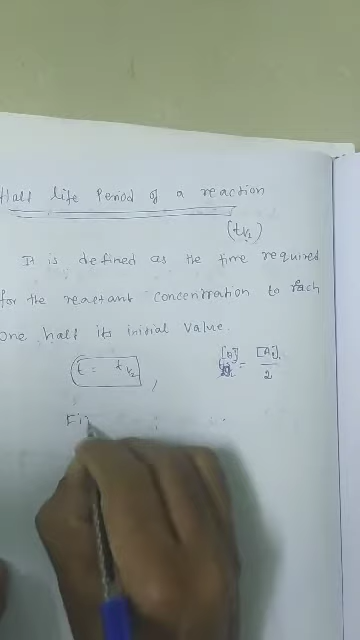 Half life Period of a reaction
(t1/2)
It is defined as the time required
for the reactant concentration to reach
one half its initial value.
t = t1/2 , = [A]i / 2
Fi